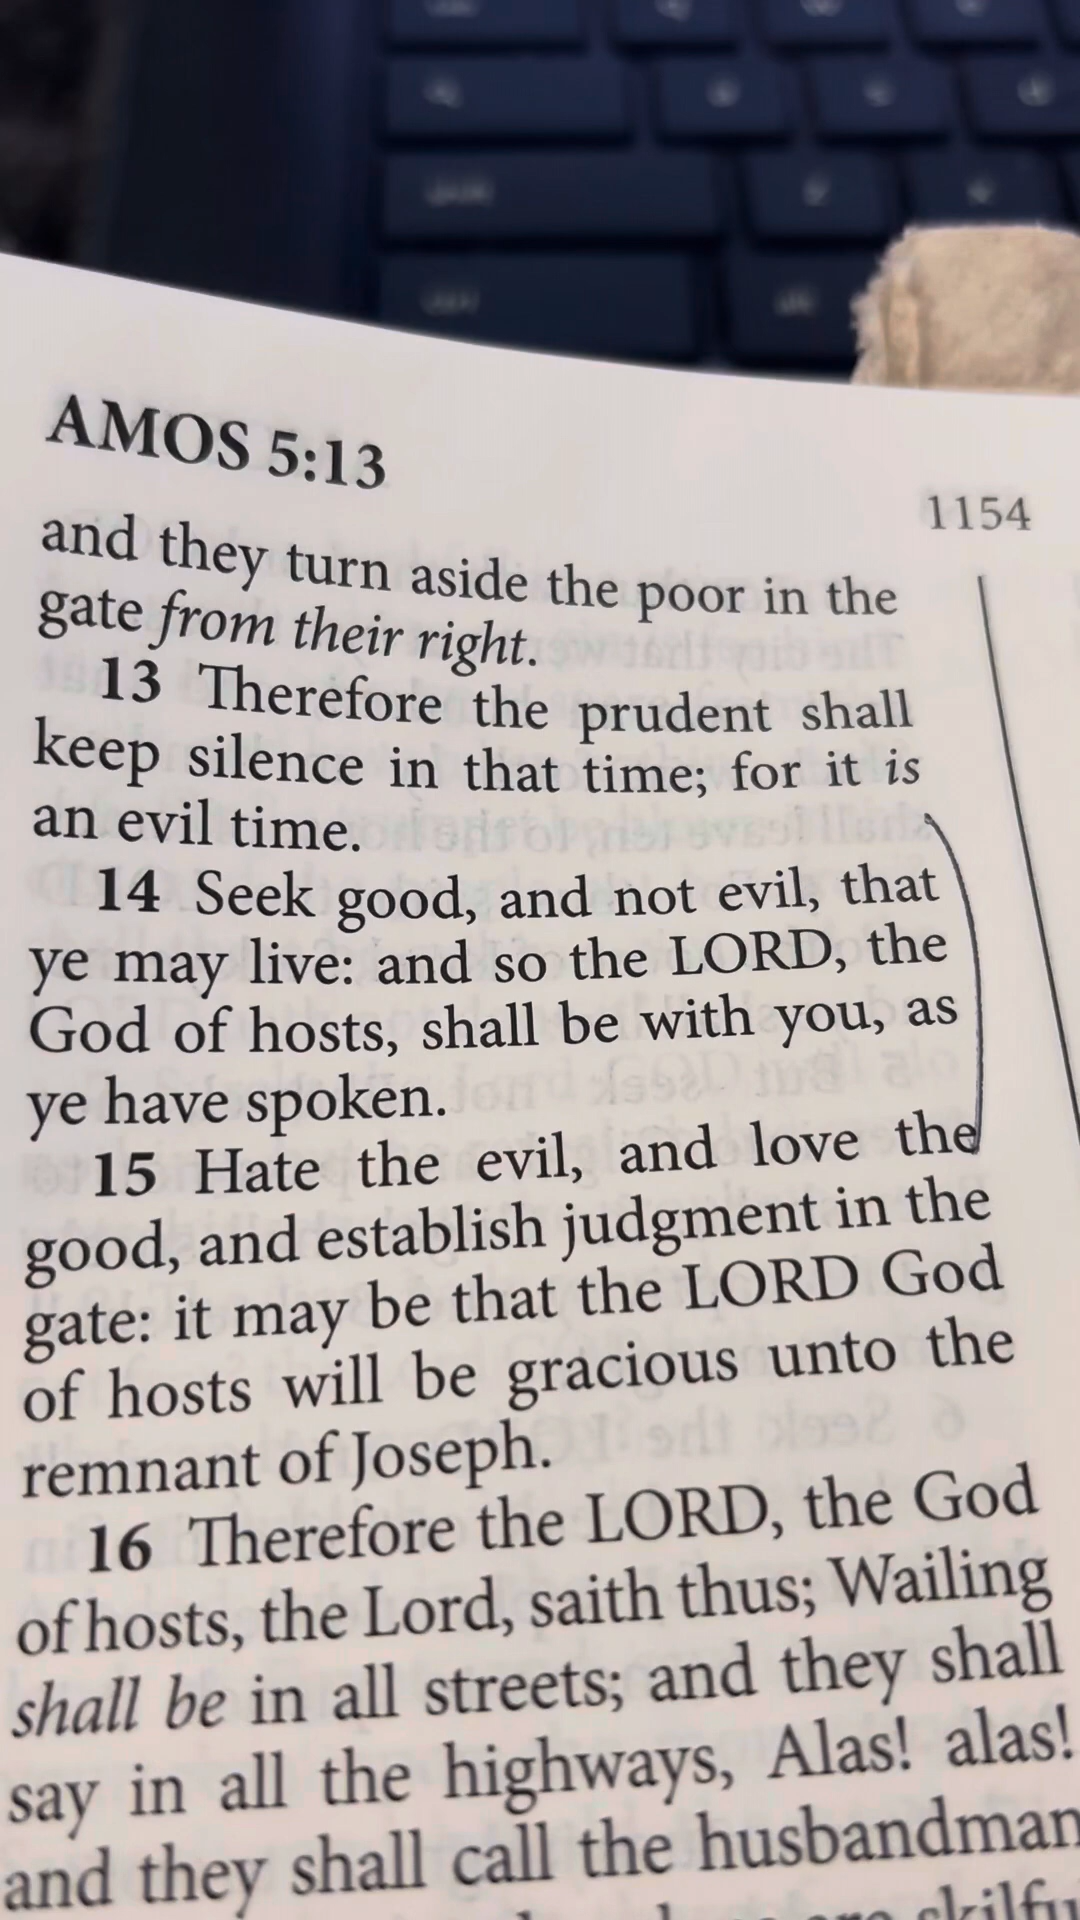 AMOS 5:13
1154
and they turn aside the poor in the
gate from their right.
13 Therefore the prudent shall
keep silence in that time; for it is
an evil time.
14 Seek good, and not evil, that
ye may live: and so the LORD, the
God of hosts, shall be with you, as
ye have spoken.
15 Hate the evil, and love the
good, and establish judgment in the
gate: it may be that the LORD God
of hosts will be gracious unto the
remnant of Joseph.
16 Therefore the LORD, the God
of hosts, the Lord, saith thus; Wailing
shall be in all streets; and they shall
say in all the highways, Alas! alas!
and they shall call the husbandman